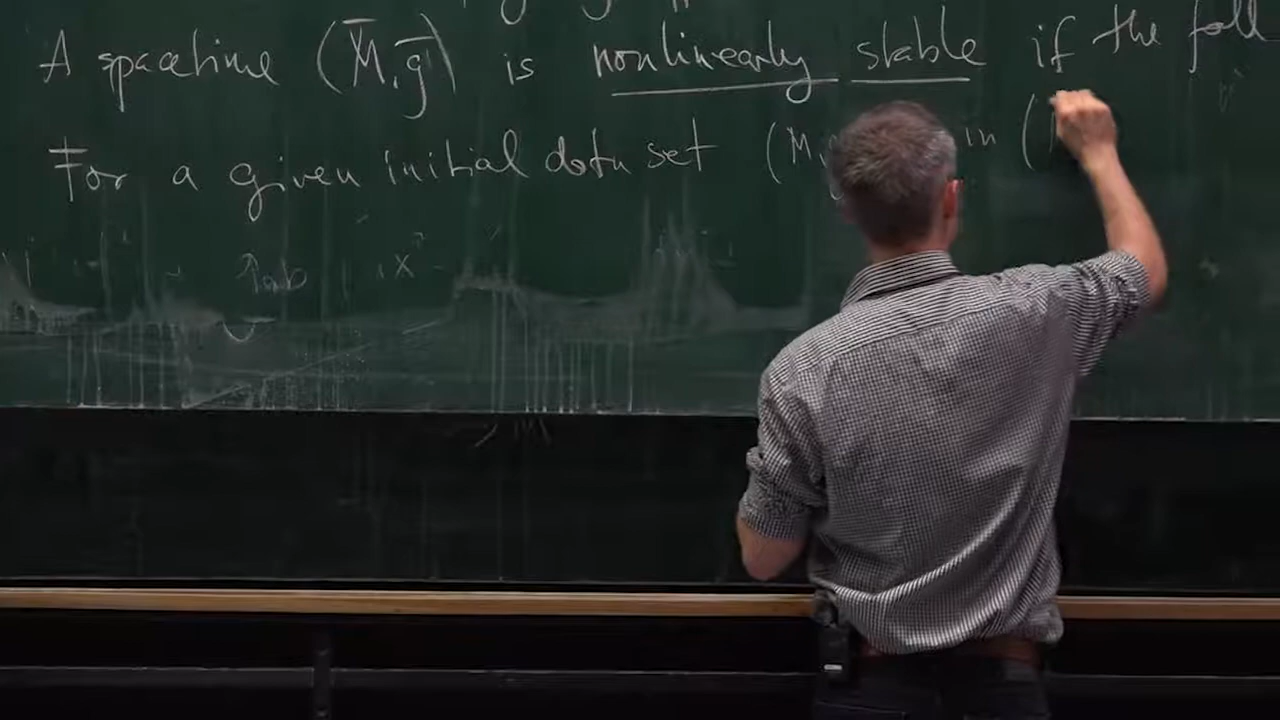 A spacetime (M̄, ḡ) is nonlinearly stable if the foll
For a given initial data set (M, g in (